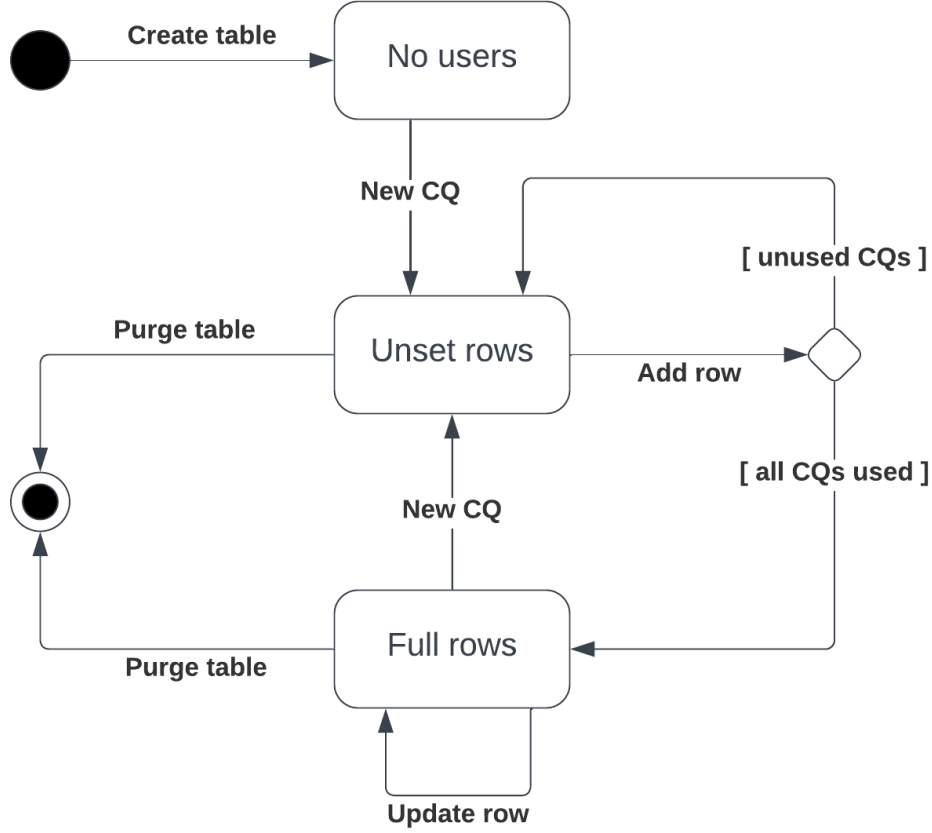 Create table
No users
New CQ
[ unused CQs ]
Purge table
Unset rows
Add row
[ all CQs used ]
New CQ
Full rows
Purge table
Update row